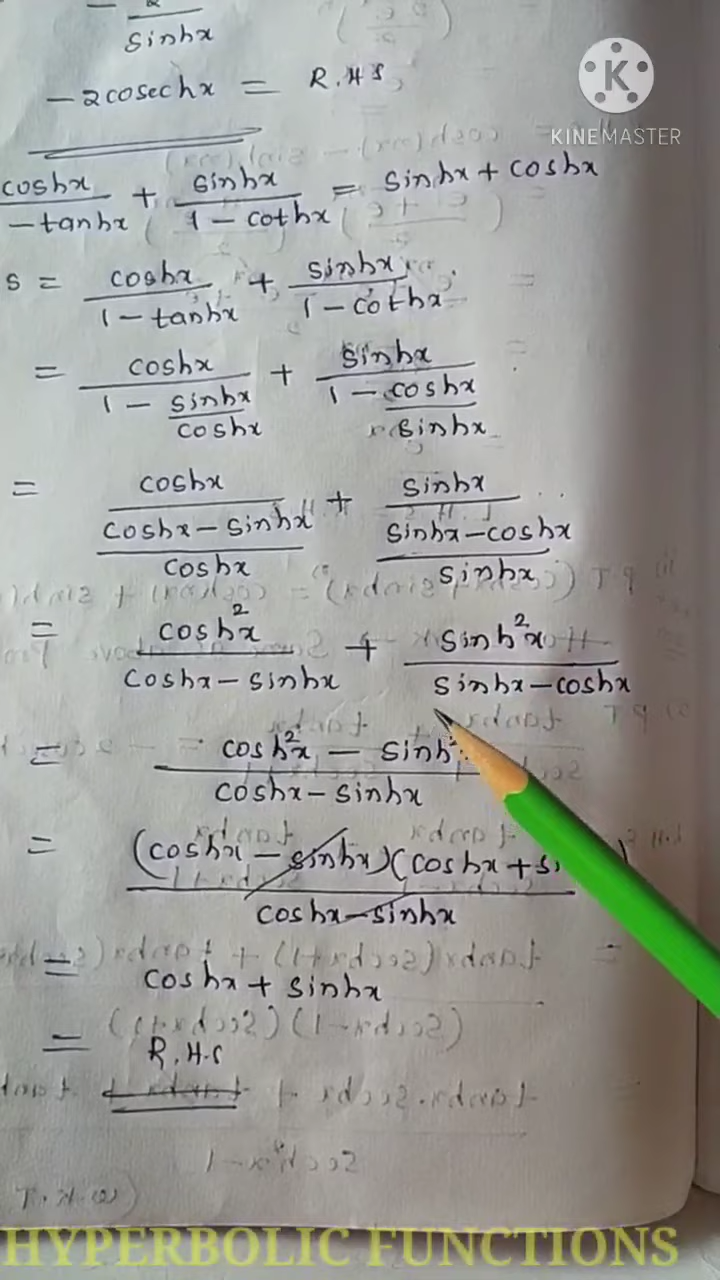 - 2 / sinhx
- 2cosechx = R.H.S
KINEMASTER
coshx / - tanhx + sinhx / 1 - cothx = sinhx + coshx
S = coshx / 1 - tanhx + sinhx / 1 - cothx
= coshx / 1 - sinhx / coshx + sinhx / 1 - coshx / sinhx
= coshx / coshx - sinhx / coshx + sinhx / sinhx - coshx / sinhx
= cosh²x / coshx - sinhx + sinh²x / sinhx - coshx
= cosh²x - sinh² / coshx - sinhx
= (coshx - sinhx)(coshx + s ) / coshx - sinhx
= coshx + sinhx
= R.H.S
HYPERBOLIC FUNCTIONS